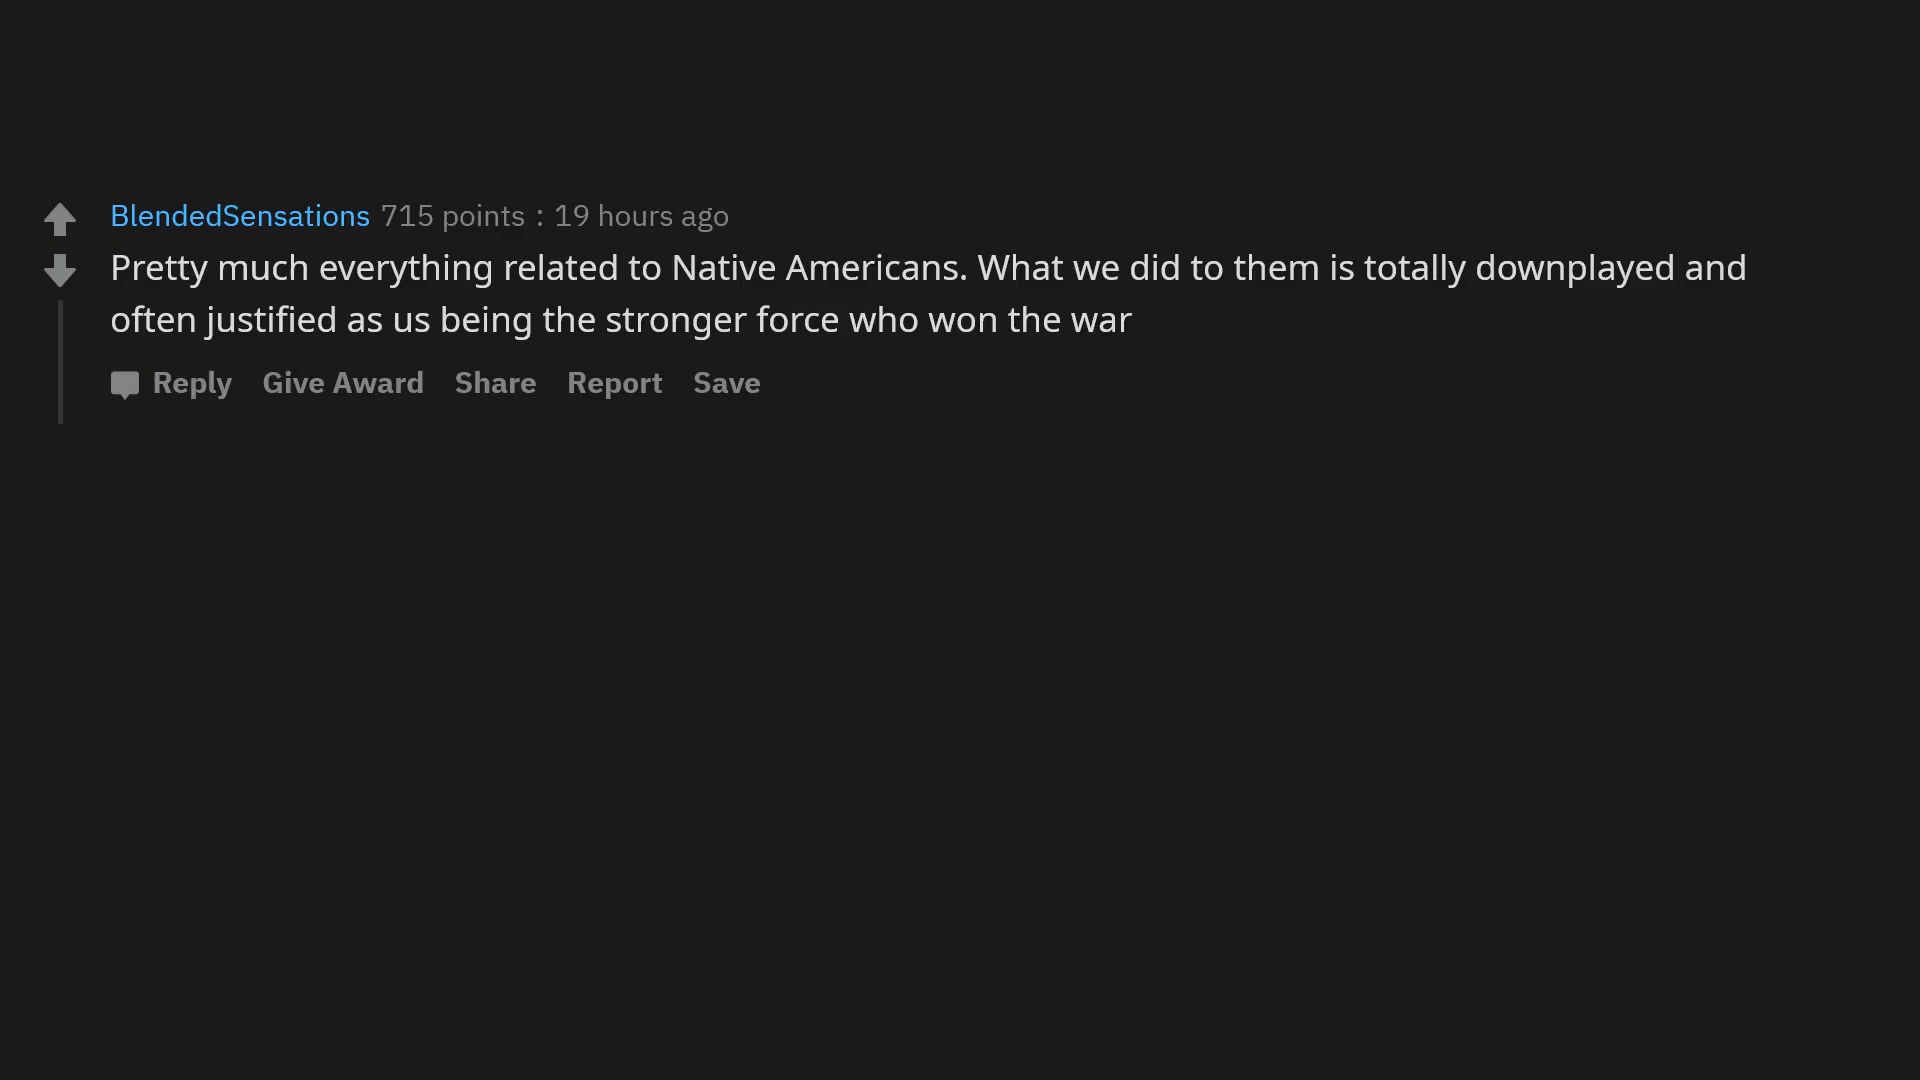 BlendedSensations 715 points : 19 hours ago
Pretty much everything related to Native Americans. What we did to them is totally downplayed and
often justified as us being the stronger force who won the war
Reply Give Award Share Report Save